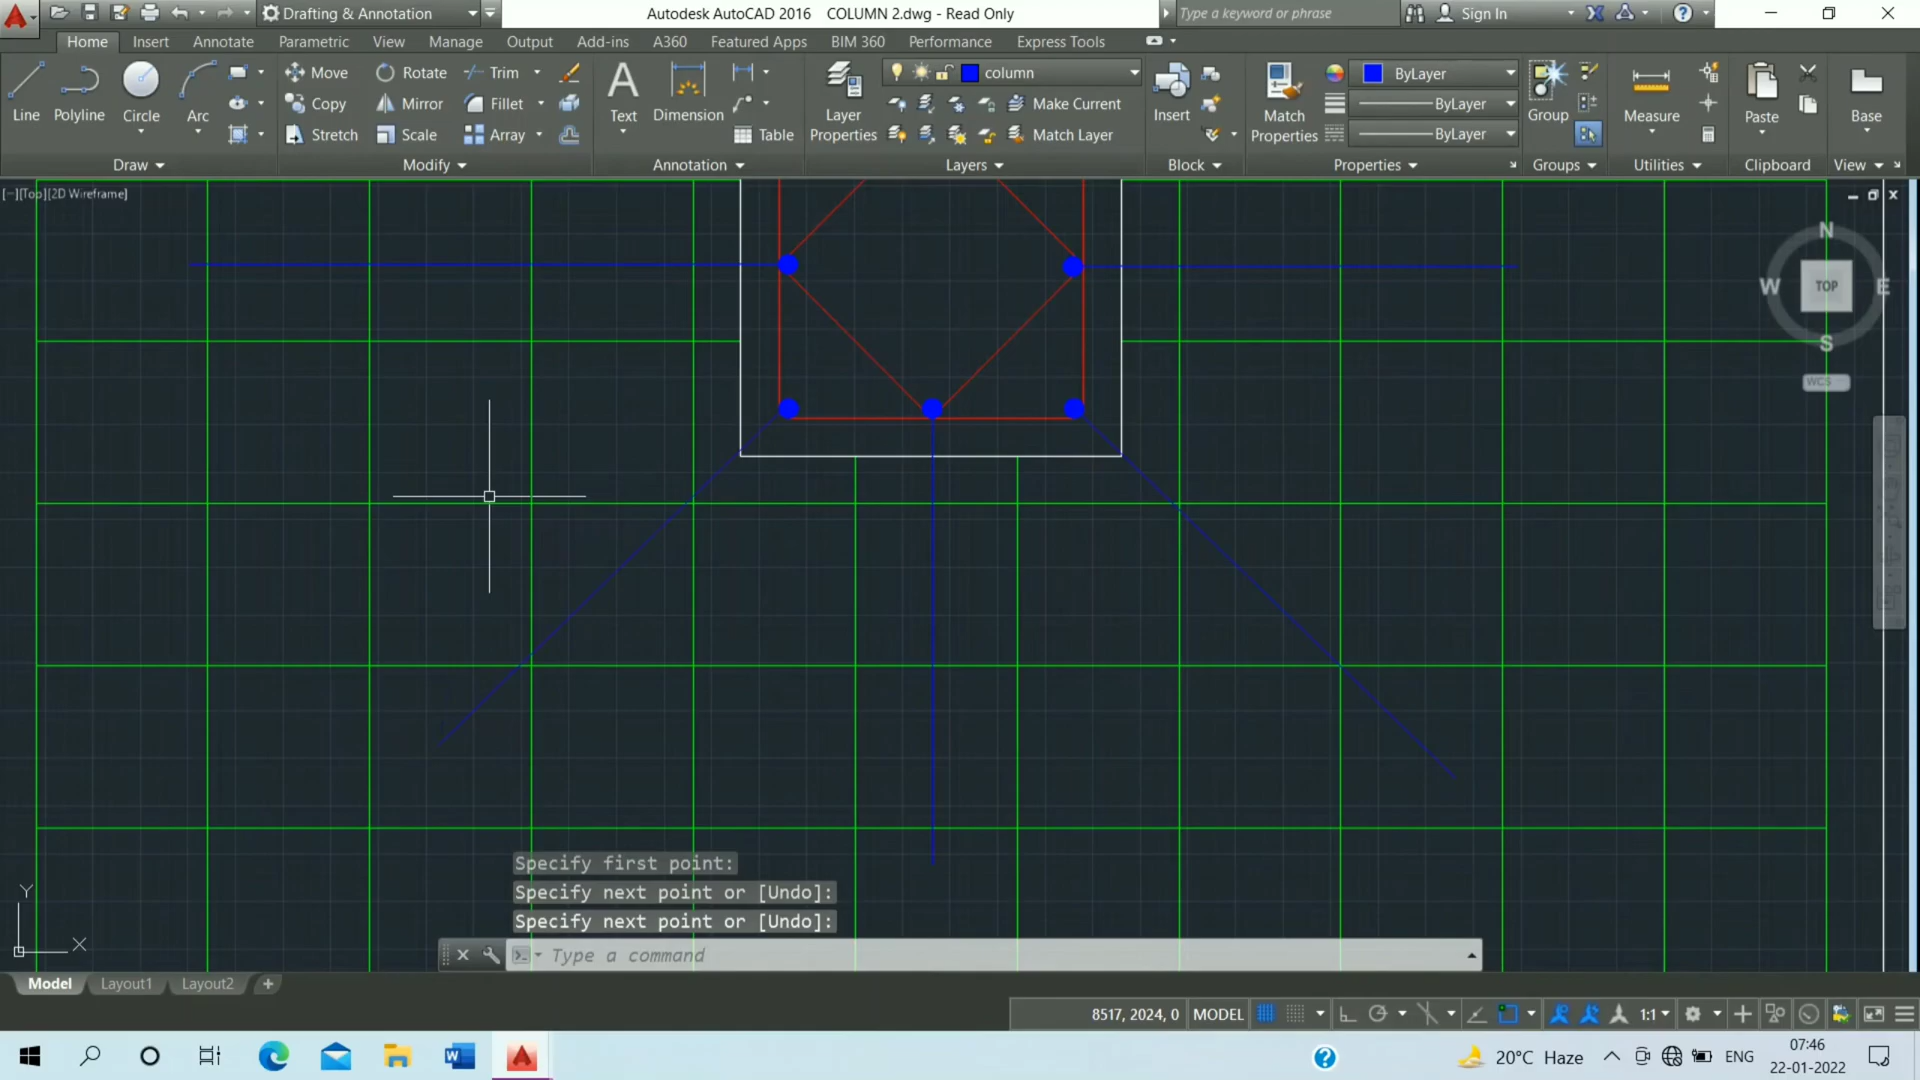 Drafting & Annotation
Autodesk AutoCAD 2016 COLUMN 2.dwg - Read Only
Type a keyword or phrase
Sign In
Home Insert Annotate Parametric View Manage Output Add-ins A360 Featured Apps BIM 360 Performance Express Tools
Move Rotate Trim column ByLayer
Copy Mirror Fillet Make Current ByLayer
Line Polyline Circle Arc Text Dimension Layer Properties Insert Match Properties Group Measure Paste Base
Stretch Scale Array Table Match Layer ByLayer
Draw Modify Annotation Layers Block Properties Groups Utilities Clipboard View
[−][Top][2D Wireframe]
N
W TOP E
S
WCS
Specify first point:
Specify next point or [Undo]:
Specify next point or [Undo]:
Y
X
Type a command
Model Layout1 Layout2 +
8517, 2024, 0 MODEL 1:1
20°C Haze ENG 07:46
22-01-2022